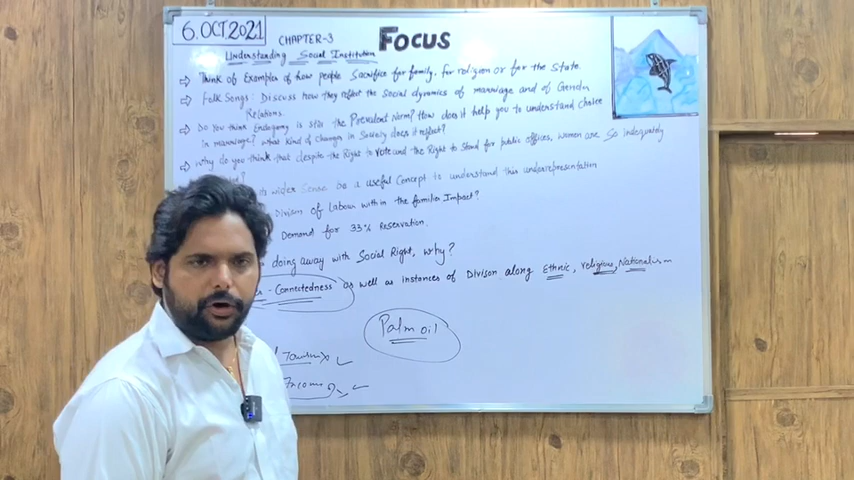 6.OCT.2021
CHAPTER-3
FOCUS
Understanding Social Institution
⇒ Think of Examples of how people Sacrifice for family, for religion or for the State.
⇒ Folk Songs: Discuss how they reflect the social dynamics of marriage and of Gender
Relations.
⇒ Do you think Endogamy is still the Prevalent Norm? How does it help you to understand choice
in marriage? What kind of changes in Society does it reflect?
⇒ Why do you think that despite the Right to vote and the Right to Stand for public offices, women are so inadequately
its wider Sense be a useful Concept to understand this underrepresentation
Division of Labour within the families Impact?
Demand for 33% Reservation.
doing away with Social Right, why?
- Connectedness as well as instances of Divison along Ethnic, religious, Nationalism
Palm oil
Income